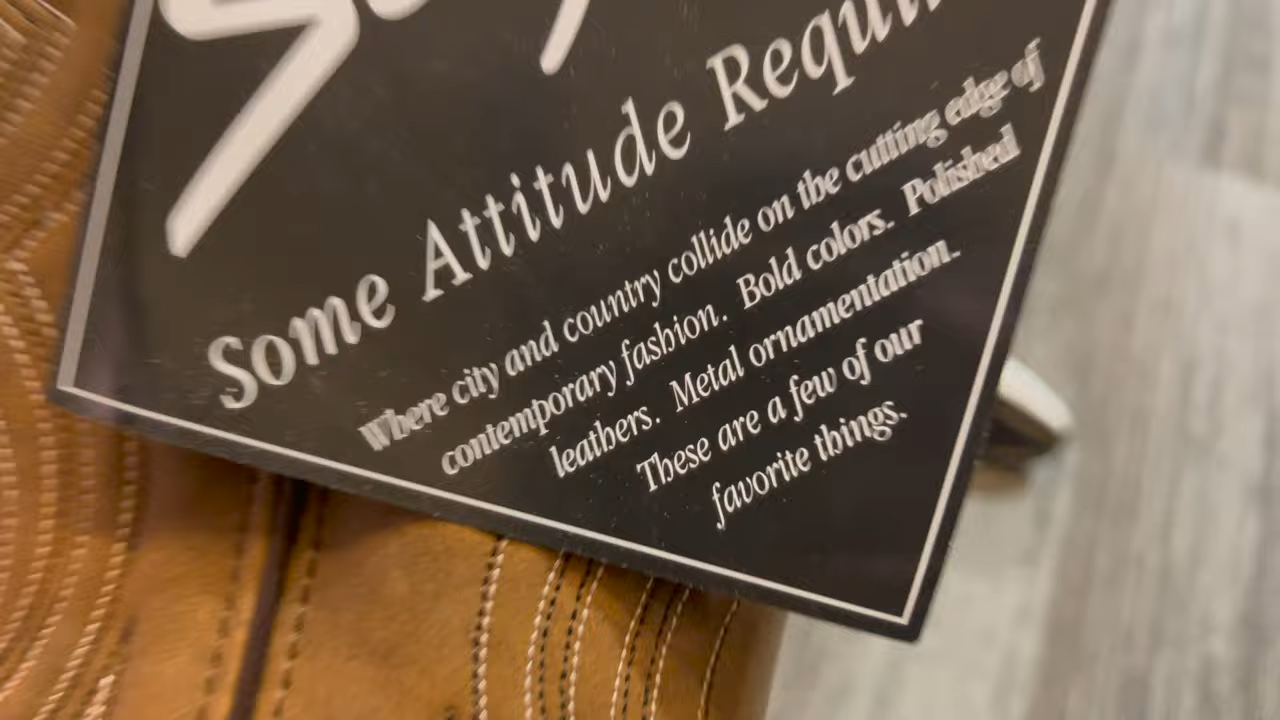 Some Attitude
Where city and country collide on the cutting edge of
contemporary fashion. Bold colors. Polished
leathers. Metal ornamentation.
These are a few of our
favorite things.